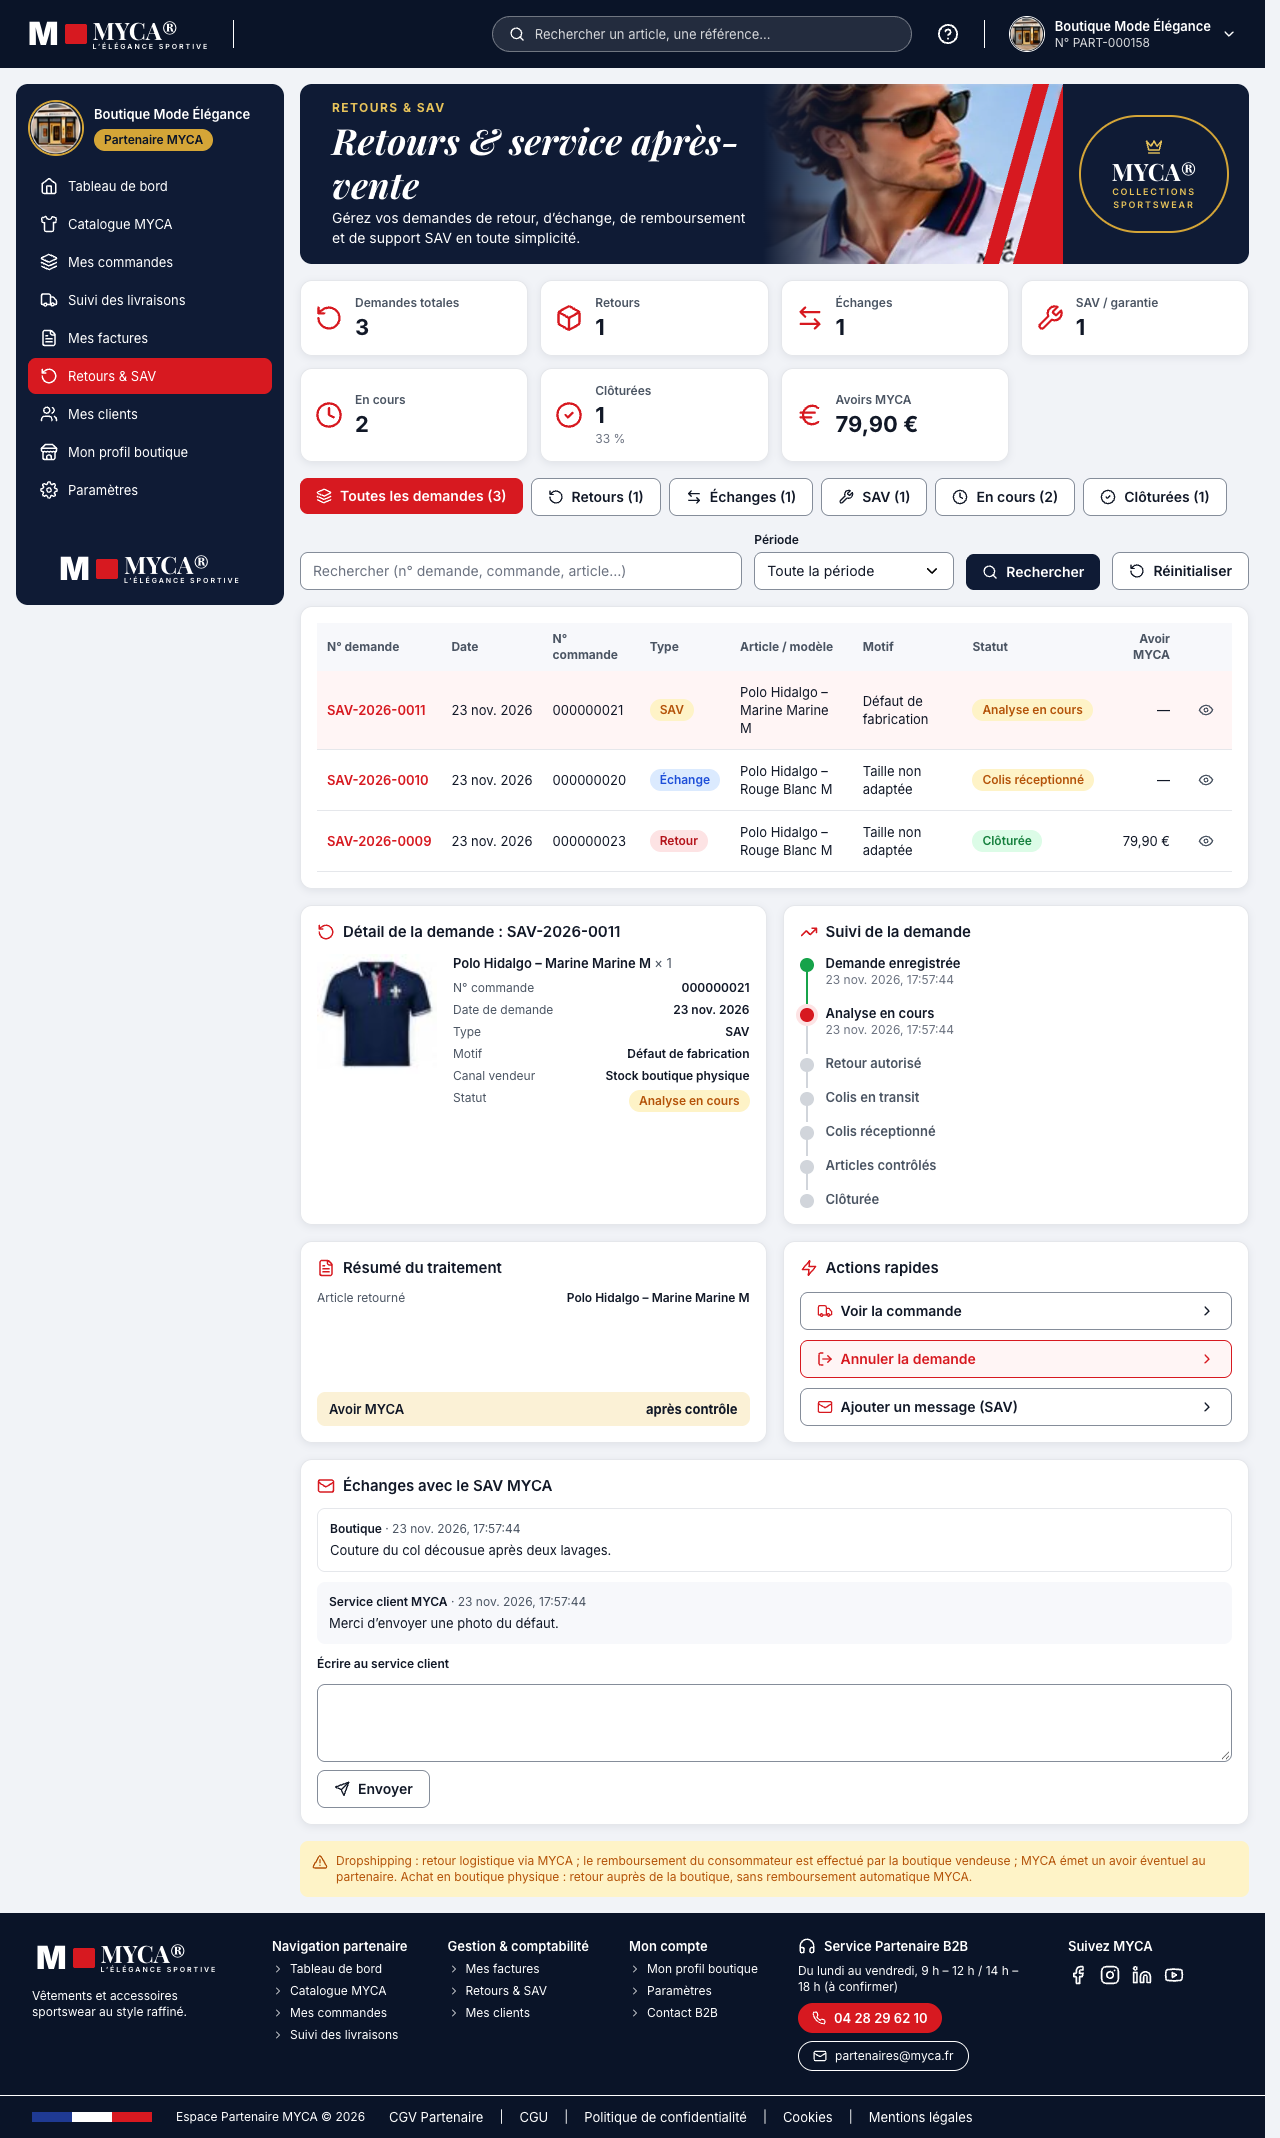 M MYCA®
L'ÉLÉGANCE SPORTIVE
Rechercher un article, une référence...
Boutique Mode Élégance
N° PART-000158
Boutique Mode Élégance
Partenaire MYCA
Tableau de bord
Catalogue MYCA
Mes commandes
Suivi des livraisons
Mes factures
Retours & SAV
Mes clients
Mon profil boutique
Paramètres
M MYCA®
L'ÉLÉGANCE SPORTIVE
RETOURS & SAV
Retours & service après-
vente
Gérez vos demandes de retour, d’échange, de remboursement
et de support SAV en toute simplicité.
MYCA®
COLLECTIONS
SPORTSWEAR
Demandes totales
3
Retours
1
Échanges
1
SAV / garantie
1
En cours
2
Clôturées
1
33 %
Avoirs MYCA
79,90 €
Toutes les demandes (3)
Retours (1)
Échanges (1)
SAV (1)
En cours (2)
Clôturées (1)
Période
Rechercher (n° demande, commande, article...)
Toute la période
Rechercher
Réinitialiser
N° demande Date N° commande Type Article / modèle Motif Statut Avoir MYCA
SAV-2026-0011 23 nov. 2026 000000021 SAV Polo Hidalgo – Marine Marine M Défaut de fabrication Analyse en cours —
SAV-2026-0010 23 nov. 2026 000000020 Échange Polo Hidalgo – Rouge Blanc M Taille non adaptée Colis réceptionné —
SAV-2026-0009 23 nov. 2026 000000023 Retour Polo Hidalgo – Rouge Blanc M Taille non adaptée Clôturée 79,90 €
Détail de la demande : SAV-2026-0011
Polo Hidalgo – Marine Marine M × 1
N° commande 000000021
Date de demande 23 nov. 2026
Type SAV
Motif Défaut de fabrication
Canal vendeur Stock boutique physique
Statut Analyse en cours
Suivi de la demande
Demande enregistrée
23 nov. 2026, 17:57:44
Analyse en cours
23 nov. 2026, 17:57:44
Retour autorisé
Colis en transit
Colis réceptionné
Articles contrôlés
Clôturée
Résumé du traitement
Article retourné Polo Hidalgo – Marine Marine M
Avoir MYCA après contrôle
Actions rapides
Voir la commande
Annuler la demande
Ajouter un message (SAV)
Échanges avec le SAV MYCA
Boutique · 23 nov. 2026, 17:57:44
Couture du col décousue après deux lavages.
Service client MYCA · 23 nov. 2026, 17:57:44
Merci d’envoyer une photo du défaut.
Écrire au service client
Envoyer
Dropshipping : retour logistique via MYCA ; le remboursement du consommateur est effectué par la boutique vendeuse ; MYCA émet un avoir éventuel au
partenaire. Achat en boutique physique : retour auprès de la boutique, sans remboursement automatique MYCA.
M MYCA®
L'ÉLÉGANCE SPORTIVE
Vêtements et accessoires
sportswear au style raffiné.
Navigation partenaire
Tableau de bord
Catalogue MYCA
Mes commandes
Suivi des livraisons
Gestion & comptabilité
Mes factures
Retours & SAV
Mes clients
Mon compte
Mon profil boutique
Paramètres
Contact B2B
Service Partenaire B2B
Du lundi au vendredi, 9 h – 12 h / 14 h –
18 h (à confirmer)
04 28 29 62 10
partenaires@myca.fr
Suivez MYCA
Espace Partenaire MYCA © 2026
CGV Partenaire | CGU | Politique de confidentialité | Cookies | Mentions légales